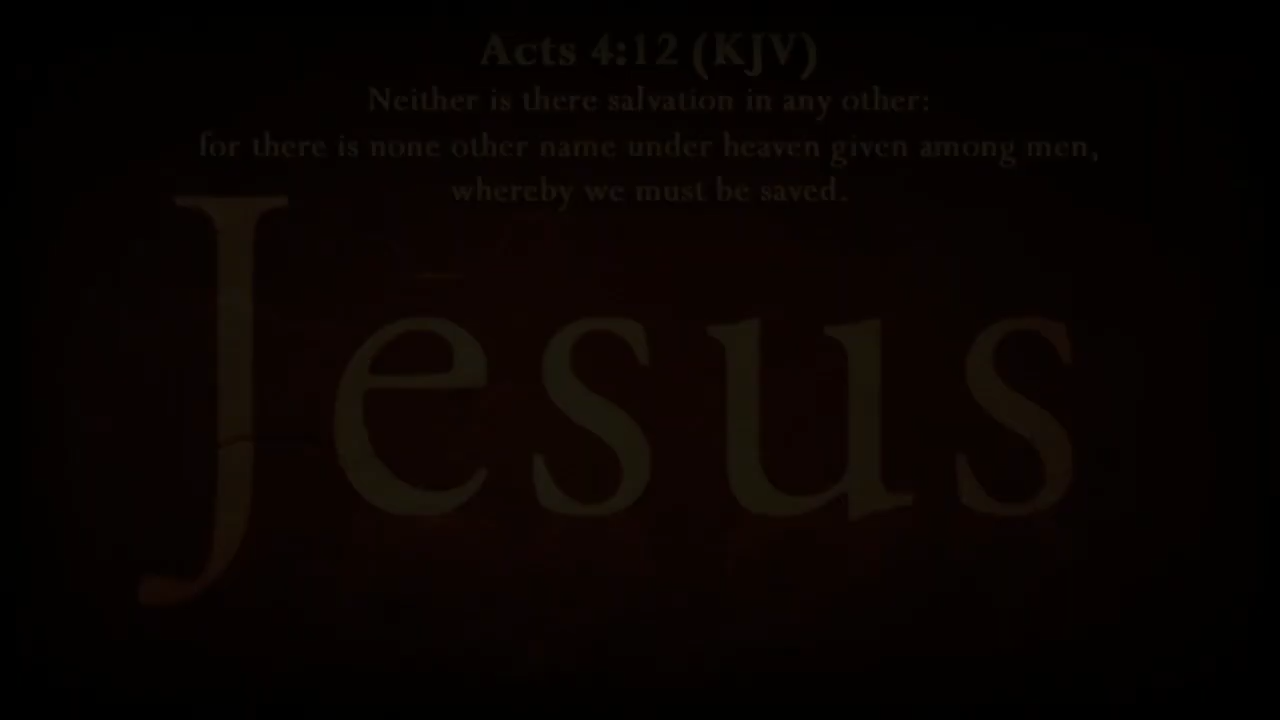 Acts 4:12 (KJV)
Neither is there salvation in any other:
for there is none other name under heaven given among men,
whereby we must be saved.
Jesus